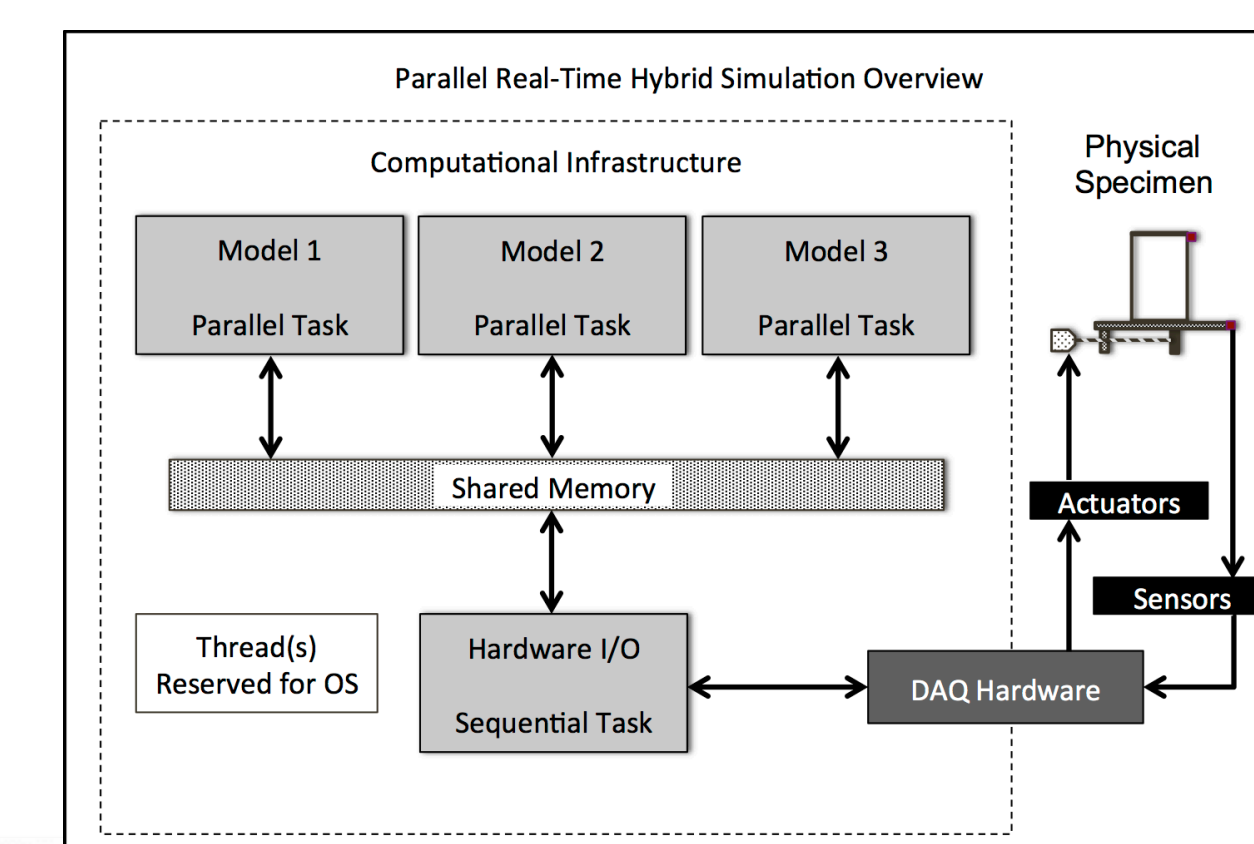 Parallel Real-Time Hybrid Simulation Overview
Computational Infrastructure
Physical
Specimen
Model 1
Parallel Task
Model 2
Parallel Task
Model 3
Parallel Task
Shared Memory
Actuators
Sensors
Thread(s)
Reserved for OS
Hardware I/O
Sequential Task
DAQ Hardware